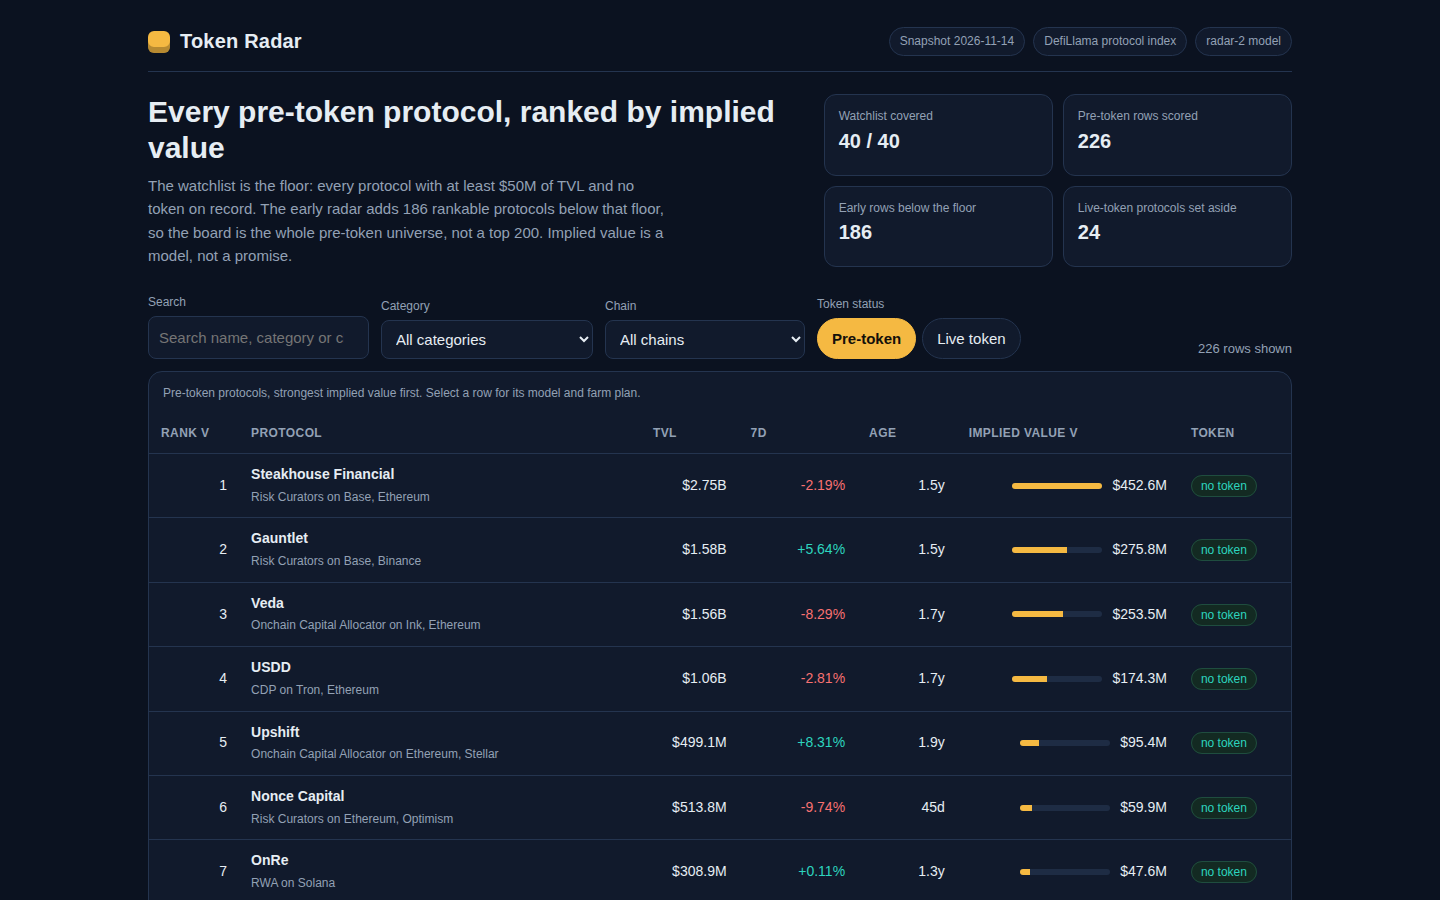 Token Radar
Snapshot 2026-11-14
DefiLlama protocol index
radar-2 model
Every pre-token protocol, ranked by implied
value
The watchlist is the floor: every protocol with at least $50M of TVL and no
token on record. The early radar adds 186 rankable protocols below that floor,
so the board is the whole pre-token universe, not a top 200. Implied value is a
model, not a promise.
Watchlist covered
40 / 40
Pre-token rows scored
226
Early rows below the floor
186
Live-token protocols set aside
24
Search
Search name, category or c
Category
All categories
Chain
All chains
Token status
Pre-token
Live token
226 rows shown
Pre-token protocols, strongest implied value first. Select a row for its model and farm plan.
RANK V PROTOCOL TVL 7D AGE IMPLIED VALUE V TOKEN
1 Steakhouse Financial $2.75B -2.19% 1.5y $452.6M no token
Risk Curators on Base, Ethereum
2 Gauntlet $1.58B +5.64% 1.5y $275.8M no token
Risk Curators on Base, Binance
3 Veda $1.56B -8.29% 1.7y $253.5M no token
Onchain Capital Allocator on Ink, Ethereum
4 USDD $1.06B -2.81% 1.7y $174.3M no token
CDP on Tron, Ethereum
5 Upshift $499.1M +8.31% 1.9y $95.4M no token
Onchain Capital Allocator on Ethereum, Stellar
6 Nonce Capital $513.8M -9.74% 45d $59.9M no token
Risk Curators on Ethereum, Optimism
7 OnRe $308.9M +0.11% 1.3y $47.6M no token
RWA on Solana